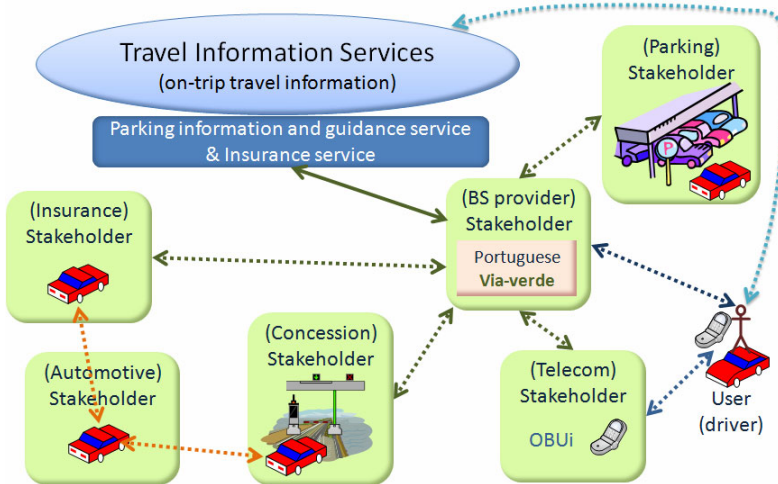 Travel Information Services
(on-trip travel information)
Parking information and guidance service
& Insurance service
(Parking)
Stakeholder
P
(BS provider)
Stakeholder
Portuguese
Via-verde
(Insurance)
Stakeholder
(Automotive)
Stakeholder
(Concession)
Stakeholder
(Telecom)
Stakeholder
OBUi
User
(driver)